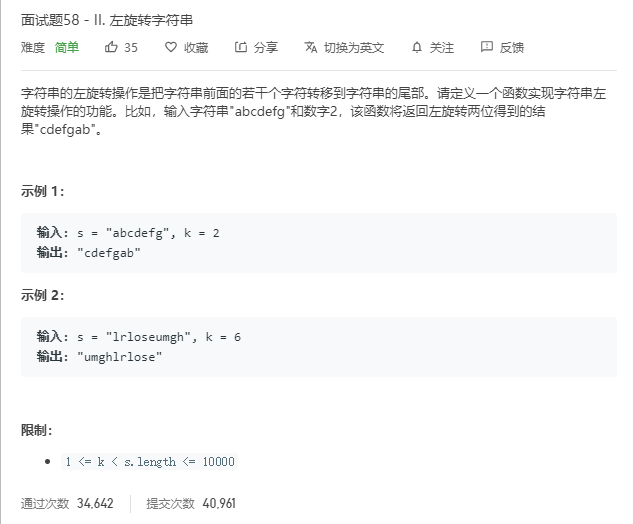 面试题58 - II. 左旋转字符串
难度 简单 35 收藏 分享 切换为英文 关注 反馈
字符串的左旋转操作是把字符串前面的若干个字符转移到字符串的尾部。请定义一个函数实现字符串左
旋转操作的功能。比如，输入字符串"abcdefg"和数字2，该函数将返回左旋转两位得到的结
果"cdefgab"。
示例 1：
输入: s = "abcdefg", k = 2
输出: "cdefgab"
示例 2：
输入: s = "lrloseumgh", k = 6
输出: "umghlrlose"
限制：
1 <= k < s.length <= 10000
通过次数 34,642 提交次数 40,961